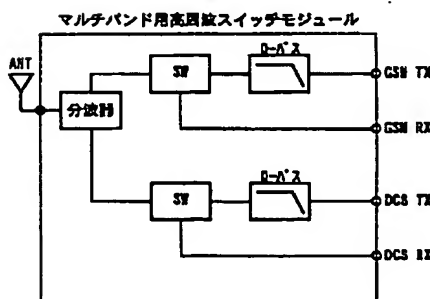 マルチバンド用高周波スイッチモジュール
ANT
分波器
SW
ローパス
GSM TX
GSM RX
SW
ローパス
DCS TX
DCS RX